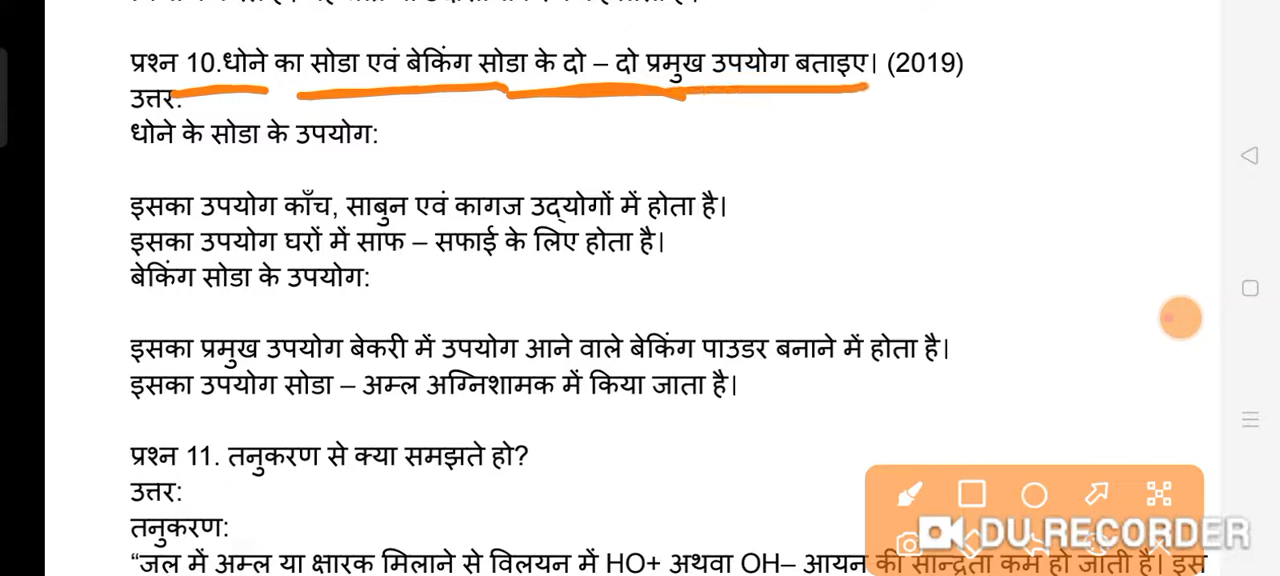 प्रश्न 10.धोने का सोडा एवं बेकिंग सोडा के दो – दो प्रमुख उपयोग बताइए। (2019)
उत्तर:
धोने के सोडा के उपयोग:
इसका उपयोग काँच, साबुन एवं कागज उद्योगों में होता है।
इसका उपयोग घरों में साफ – सफाई के लिए होता है।
बेकिंग सोडा के उपयोग:
इसका प्रमुख उपयोग बेकरी में उपयोग आने वाले बेकिंग पाउडर बनाने में होता है।
इसका उपयोग सोडा – अम्ल अग्निशामक में किया जाता है।
प्रश्न 11. तनुकरण से क्या समझते हो?
उत्तर:
तनुकरण:
DU RECORDER
“जल में अम्ल या क्षारक मिलाने से विलयन में HO+ अथवा OH– आयन की सान्द्रता कम हो जाती है। इस